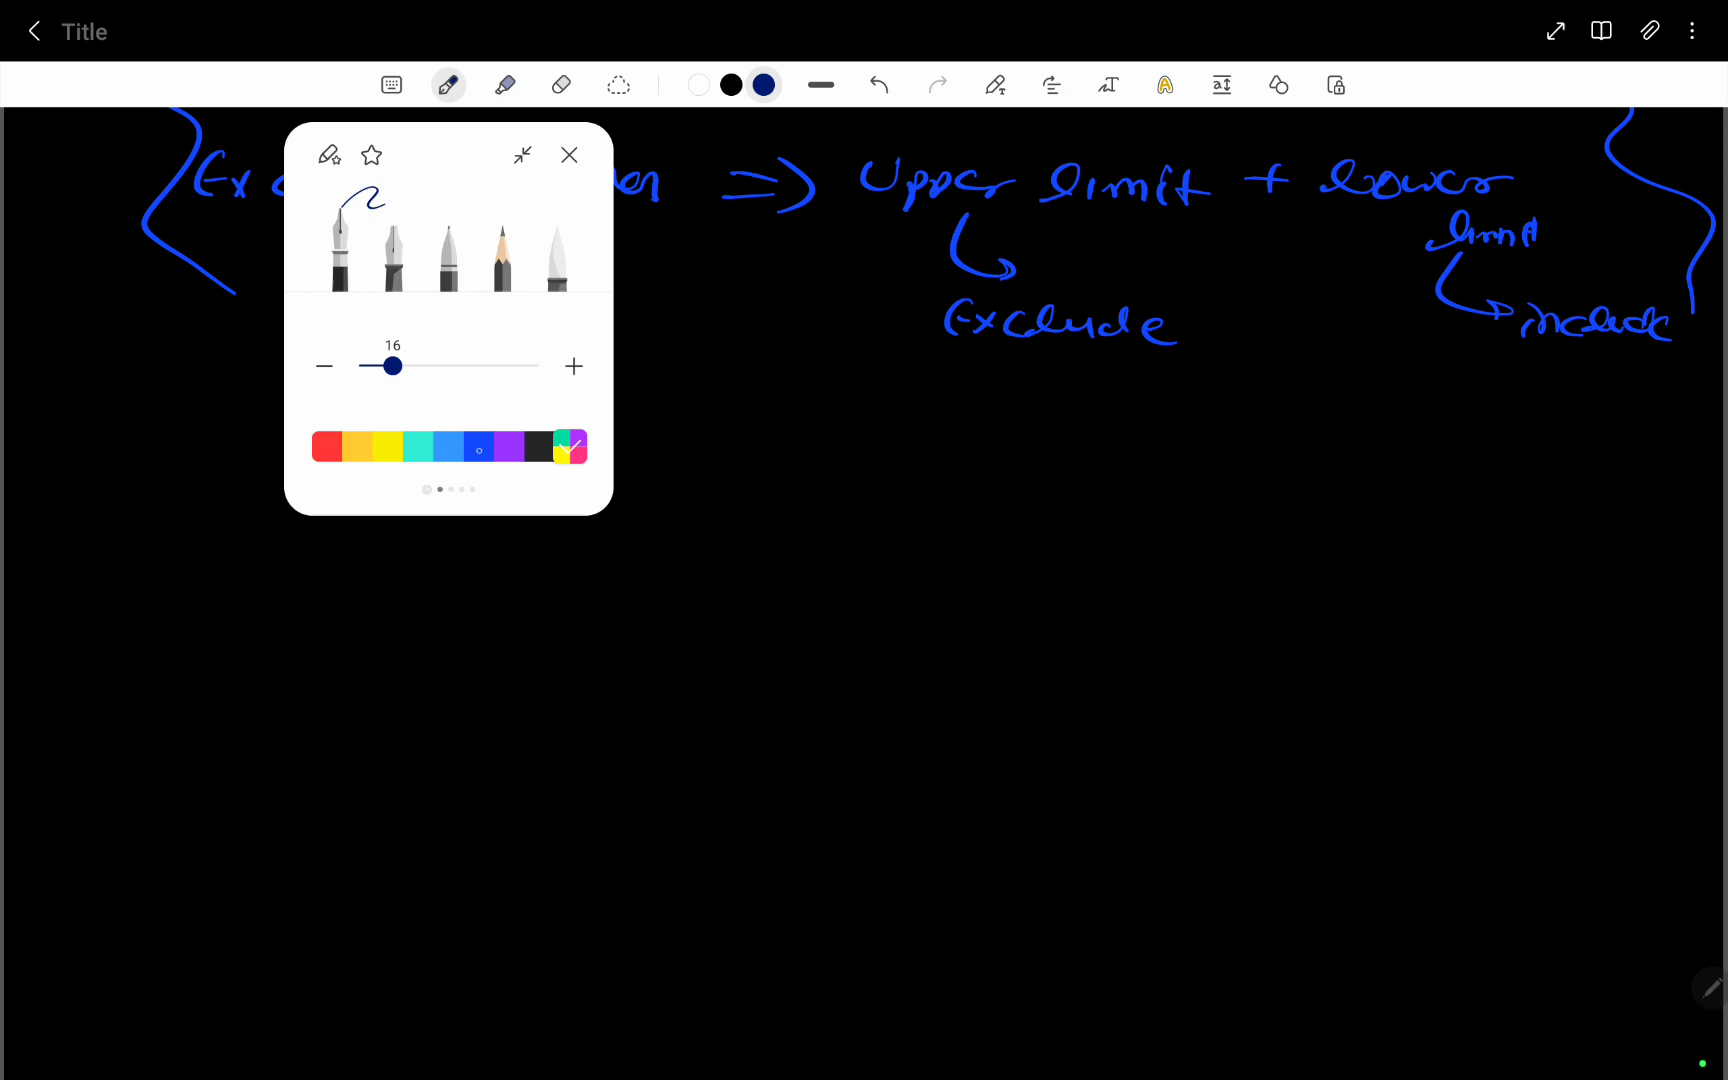 Title
Ex ⇒ Upper limit + lower
limit
Exclude include
16